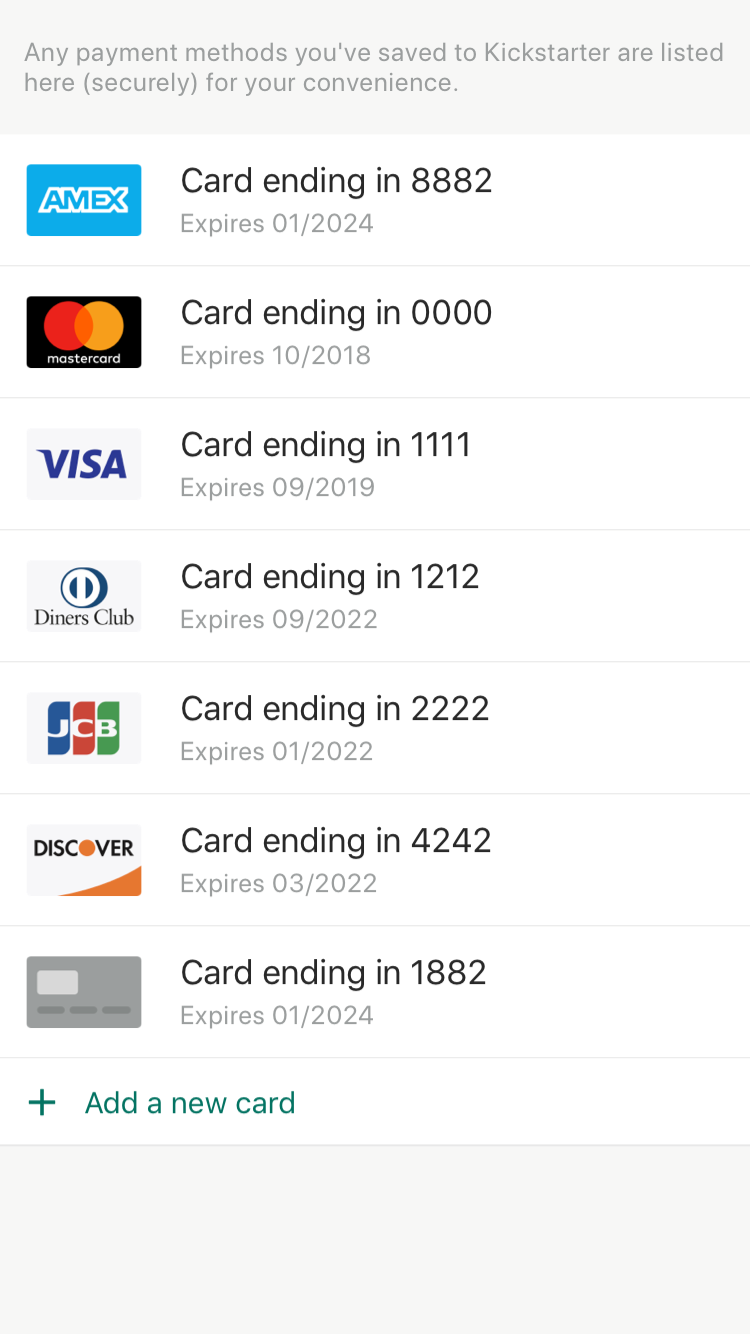 Any payment methods you've saved to Kickstarter are listed
here (securely) for your convenience.
AMEX
Card ending in 8882
Expires 01/2024
mastercard
Card ending in 0000
Expires 10/2018
VISA
Card ending in 1111
Expires 09/2019
Diners Club
Card ending in 1212
Expires 09/2022
JCB
Card ending in 2222
Expires 01/2022
DISCOVER
Card ending in 4242
Expires 03/2022
Card ending in 1882
Expires 01/2024
+ Add a new card